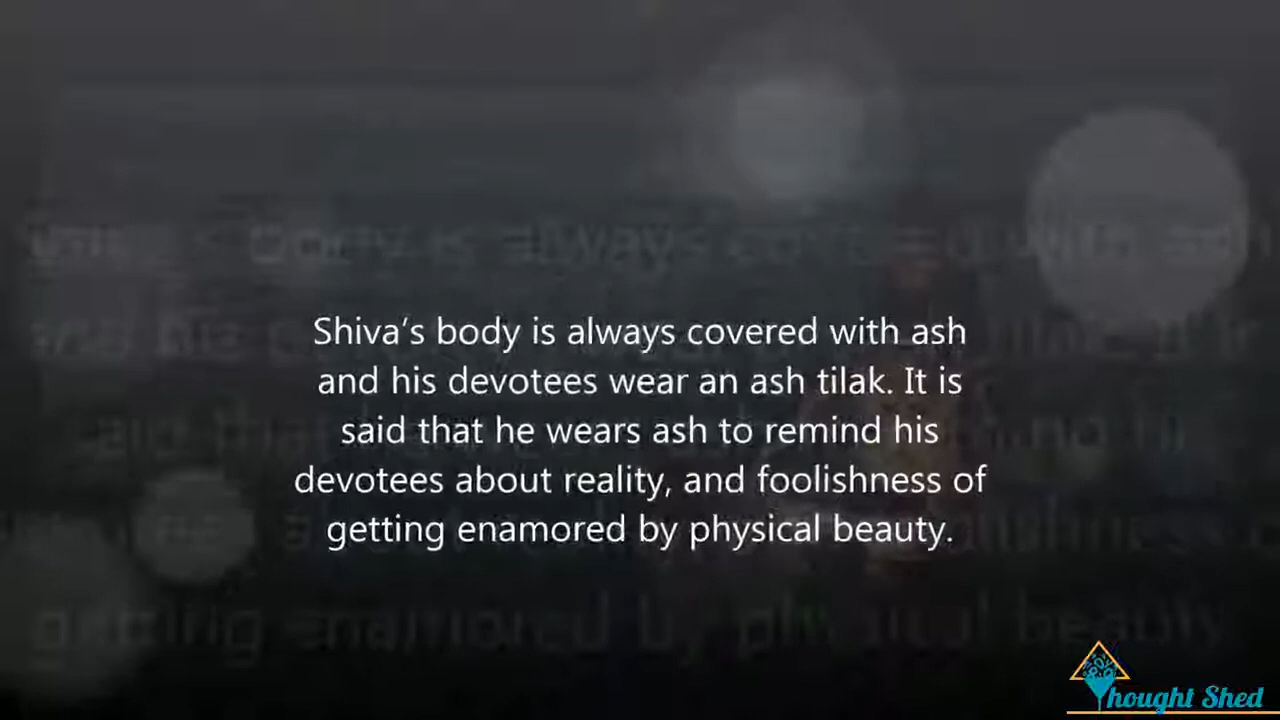 Shiva’s body is always covered with ash
and his devotees wear an ash tilak. It is
said that he wears ash to remind his
devotees about reality, and foolishness of
getting enamored by physical beauty.
Thought Shed